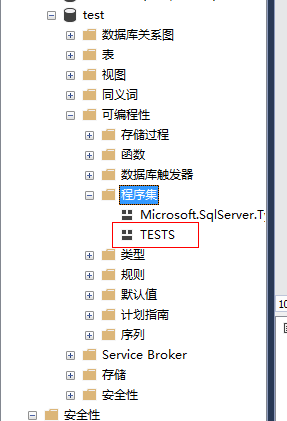 test
数据库关系图
表
视图
同义词
可编程性
存储过程
函数
数据库触发器
程序集
Microsoft.SqlServer.Ty
TESTS
类型
规则
默认值
计划指南
序列
Service Broker
存储
安全性
安全性
10